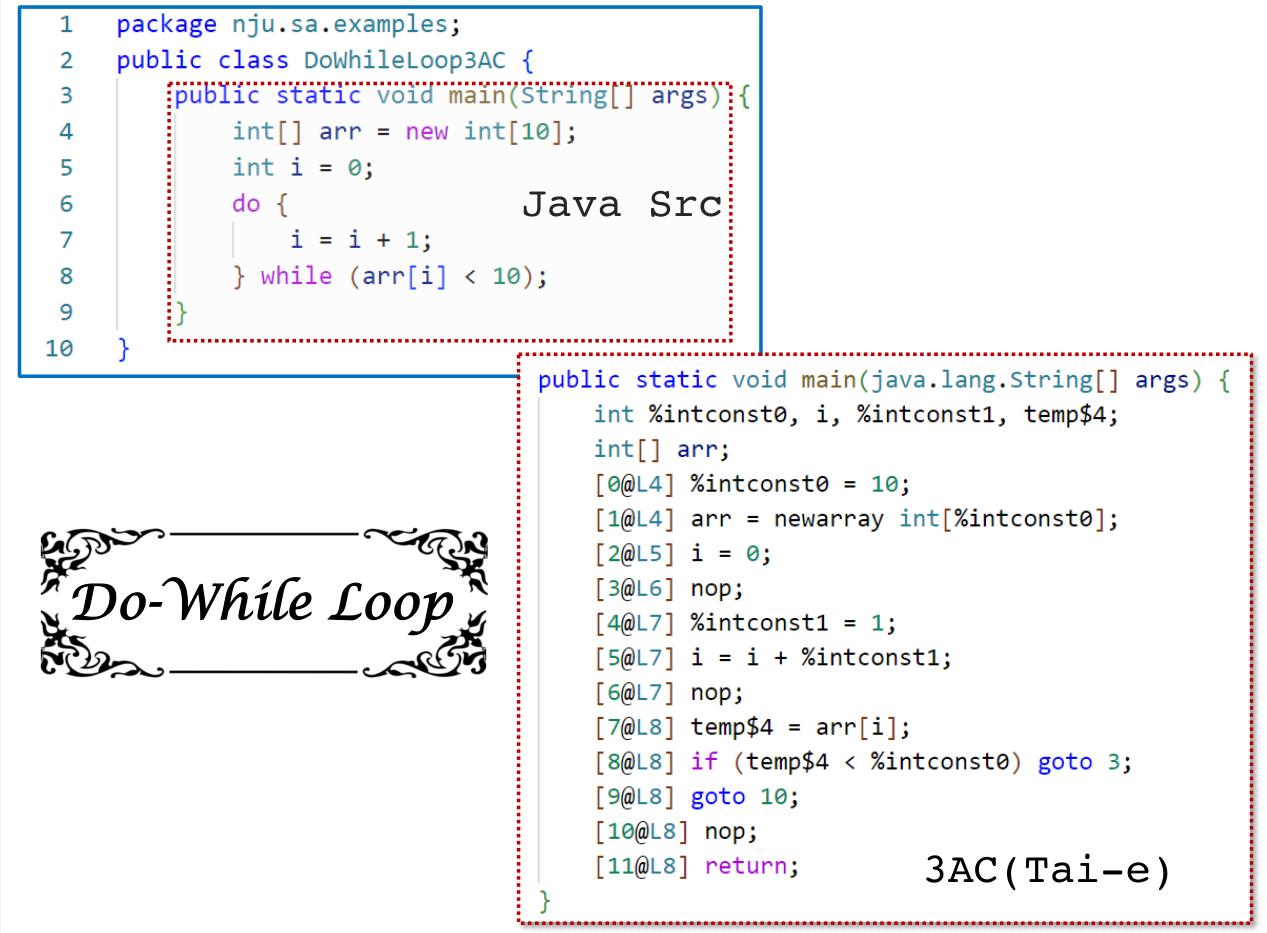 1 package nju.sa.examples;
2 public class DoWhileLoop3AC {
3 public static void main(String[] args) {
4 int[] arr = new int[10];
5 int i = 0;
6 do {
Java Src
7 i = i + 1;
8 } while (arr[i] < 10);
9 }
10 }
public static void main(java.lang.String[] args) {
int %intconst0, i, %intconst1, temp$4;
int[] arr;
[0@L4] %intconst0 = 10;
[1@L4] arr = newarray int[%intconst0];
[2@L5] i = 0;
[3@L6] nop;
[4@L7] %intconst1 = 1;
[5@L7] i = i + %intconst1;
[6@L7] nop;
[7@L8] temp$4 = arr[i];
[8@L8] if (temp$4 < %intconst0) goto 3;
[9@L8] goto 10;
[10@L8] nop;
[11@L8] return;
}
3AC(Tai-e)
Do-While Loop